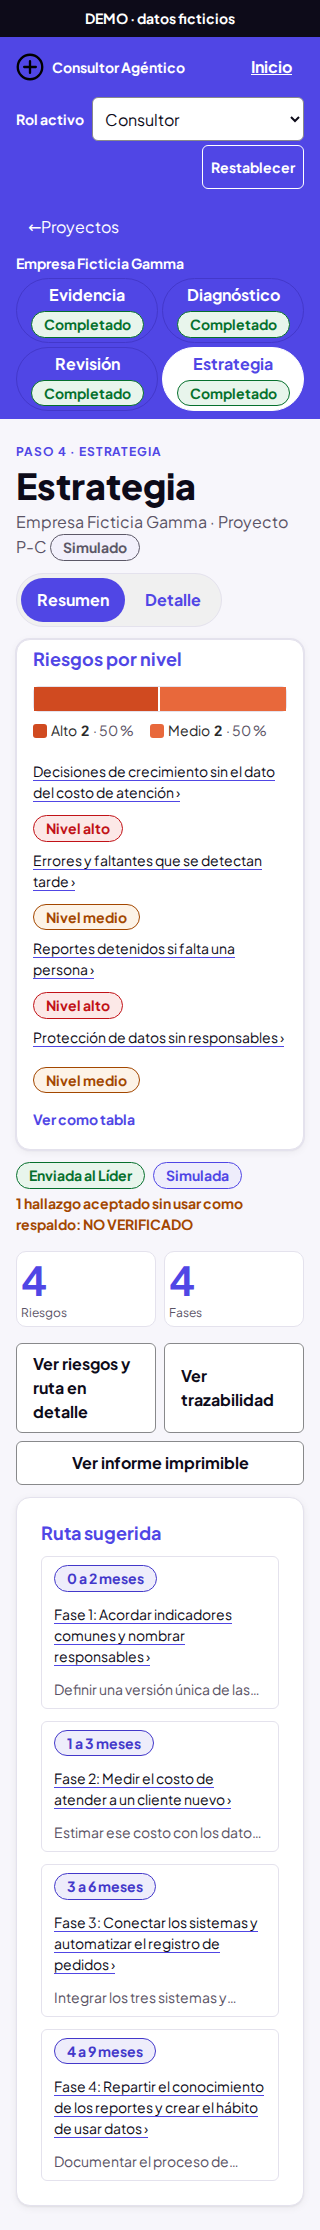 DEMO · datos ficticios
Consultor Agéntico
Inicio
Rol activo
Consultor
Restablecer
←Proyectos
Empresa Ficticia Gamma
Evidencia
Completado
Diagnóstico
Completado
Revisión
Completado
Estrategia
Completado
PASO 4 · ESTRATEGIA
Estrategia
Empresa Ficticia Gamma · Proyecto
P-C Simulado
Resumen
Detalle
Riesgos por nivel
Alto 2 · 50 %
Medio 2 · 50 %
Decisiones de crecimiento sin el dato
del costo de atención ›
Nivel alto
Errores y faltantes que se detectan
tarde ›
Nivel medio
Reportes detenidos si falta una
persona ›
Nivel alto
Protección de datos sin responsables ›
Nivel medio
Ver como tabla
Enviada al Líder
Simulada
1 hallazgo aceptado sin usar como
respaldo: NO VERIFICADO
4
Riesgos
4
Fases
Ver riesgos y
ruta en
detalle
Ver
trazabilidad
Ver informe imprimible
Ruta sugerida
0 a 2 meses
Fase 1: Acordar indicadores
comunes y nombrar
responsables ›
Definir una versión única de las…
1 a 3 meses
Fase 2: Medir el costo de
atender a un cliente nuevo ›
Estimar ese costo con los dato…
3 a 6 meses
Fase 3: Conectar los sistemas y
automatizar el registro de
pedidos ›
Integrar los tres sistemas y…
4 a 9 meses
Fase 4: Repartir el conocimiento
de los reportes y crear el hábito
de usar datos ›
Documentar el proceso de…